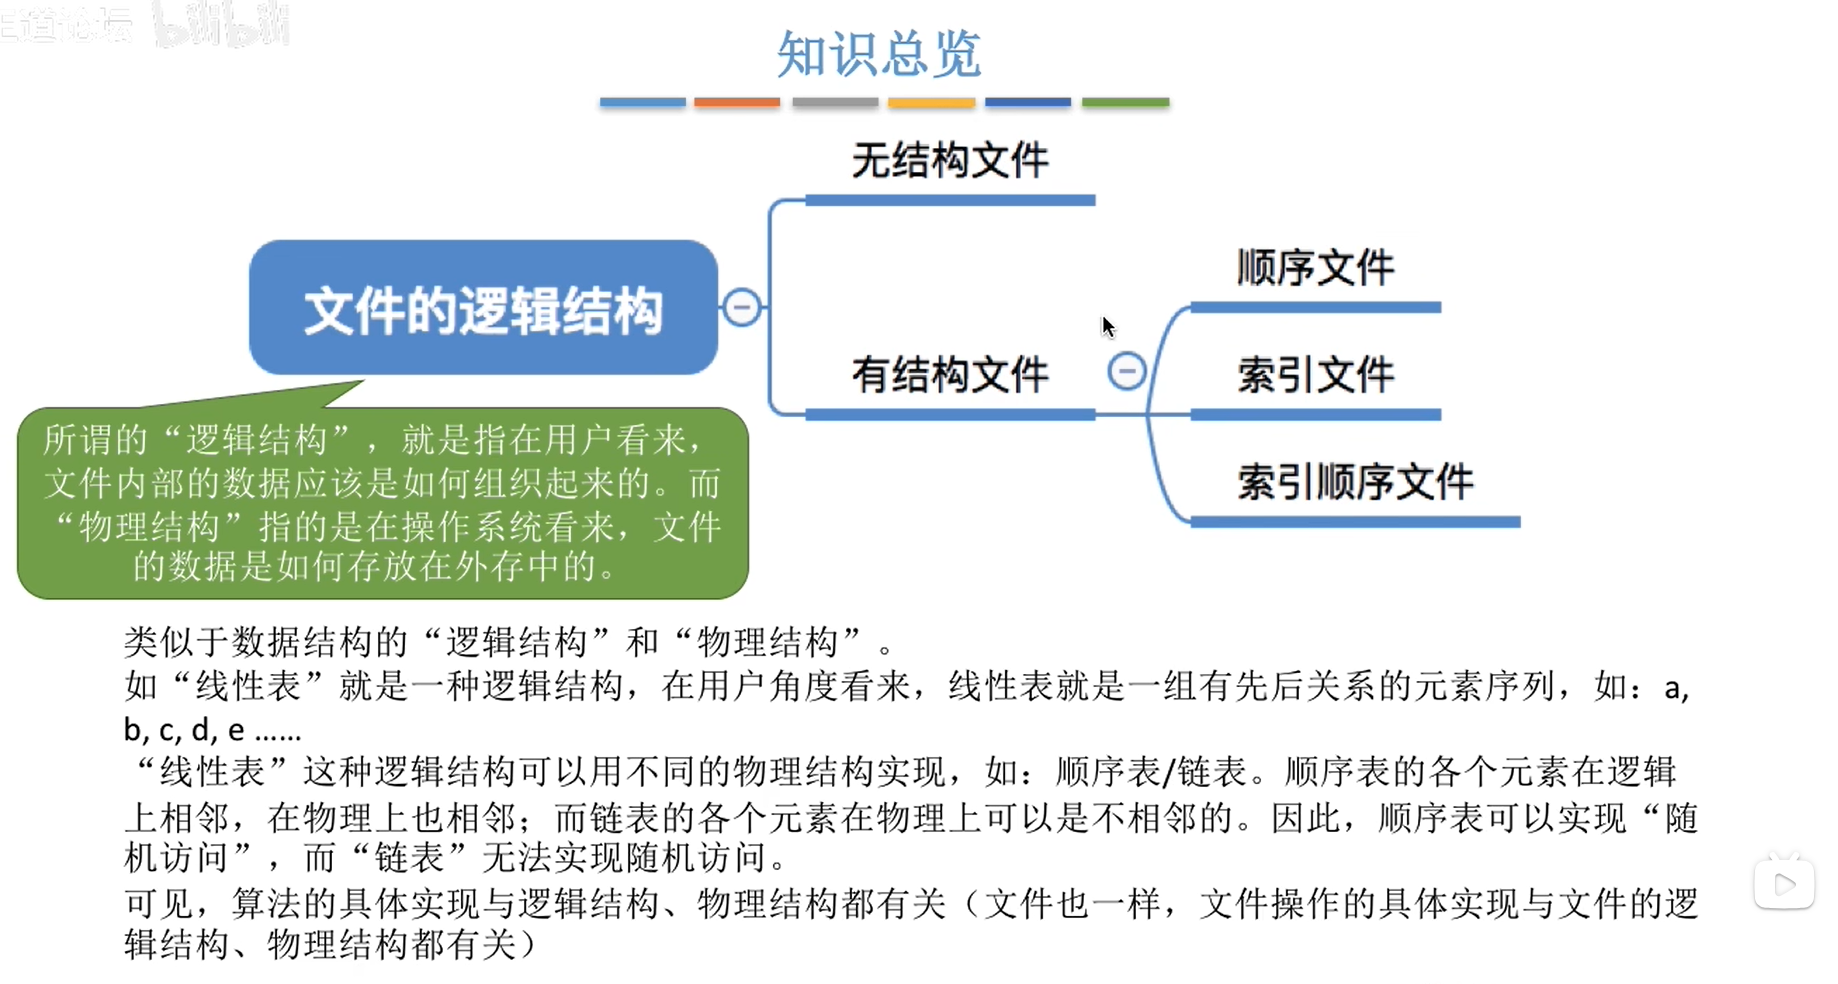 王道论坛 bilibili
知识总览
无结构文件
顺序文件
文件的逻辑结构
有结构文件
索引文件
索引顺序文件
所谓的“逻辑结构”，就是指在用户看来，
文件内部的数据应该是如何组织起来的。而
“物理结构”指的是在操作系统看来，文件
的数据是如何存放在外存中的。
类似于数据结构的“逻辑结构”和“物理结构”。
如“线性表”就是一种逻辑结构，在用户角度看来，线性表就是一组有先后关系的元素序列，如：a,
b, c, d, e ......
“线性表”这种逻辑结构可以用不同的物理结构实现，如：顺序表/链表。顺序表的各个元素在逻辑
上相邻，在物理上也相邻；而链表的各个元素在物理上可以是不相邻的。因此，顺序表可以实现“随
机访问”，而“链表”无法实现随机访问。
可见，算法的具体实现与逻辑结构、物理结构都有关（文件也一样，文件操作的具体实现与文件的逻
辑结构、物理结构都有关）